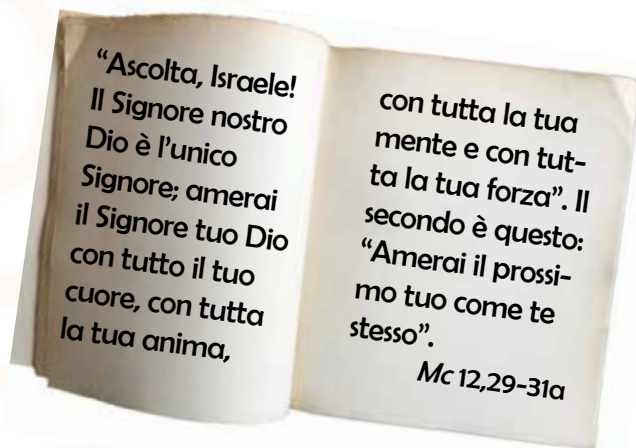 “Ascolta, Israele!
Il Signore nostro
Dio è l’unico
Signore; amerai
il Signore tuo Dio
con tutto il tuo
cuore, con tutta
la tua anima,
con tutta la tua
mente e con tut-
ta la tua forza”. Il
secondo è questo:
“Amerai il prossi-
mo tuo come te
stesso”.
Mc 12,29-31a